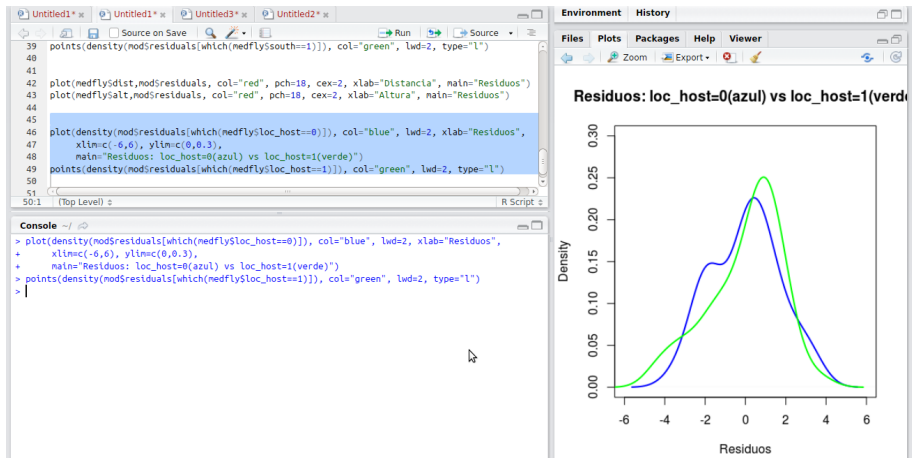 Untitled1* × Untitled1* × Untitled3* × Untitled2* ×
Source on Save Run Source
39 points(density(mod$residuals[which(medfly$south==1)]), col="green", lwd=2, type="l")
40
41
42 plot(medfly$dist,mod$residuals, col="red", pch=18, cex=2, xlab="Distancia", main="Residuos")
43 plot(medfly$alt,mod$residuals, col="red", pch=18, cex=2, xlab="Altura", main="Residuos")
44
45
46 plot(density(mod$residuals[which(medfly$loc_host==0)]), col="blue", lwd=2, xlab="Residuos",
47 xlim=c(-6,6), ylim=c(0,0.3),
48 main="Residuos: loc_host=0(azul) vs loc_host=1(verde)")
49 points(density(mod$residuals[which(medfly$loc_host==1)]), col="green", lwd=2, type="l")
50
51
50:1 (Top Level) R Script
Console ~/
> plot(density(mod$residuals[which(medfly$loc_host==0)]), col="blue", lwd=2, xlab="Residuos",
+ xlim=c(-6,6), ylim=c(0,0.3),
+ main="Residuos: loc_host=0(azul) vs loc_host=1(verde)")
> points(density(mod$residuals[which(medfly$loc_host==1)]), col="green", lwd=2, type="l")
>
Environment History
Files Plots Packages Help Viewer
Zoom Export
Residuos: loc_host=0(azul) vs loc_host=1(verde
0.30
0.25
0.20
0.15
0.10
0.05
0.00
Density
-6 -4 -2 0 2 4 6
Residuos